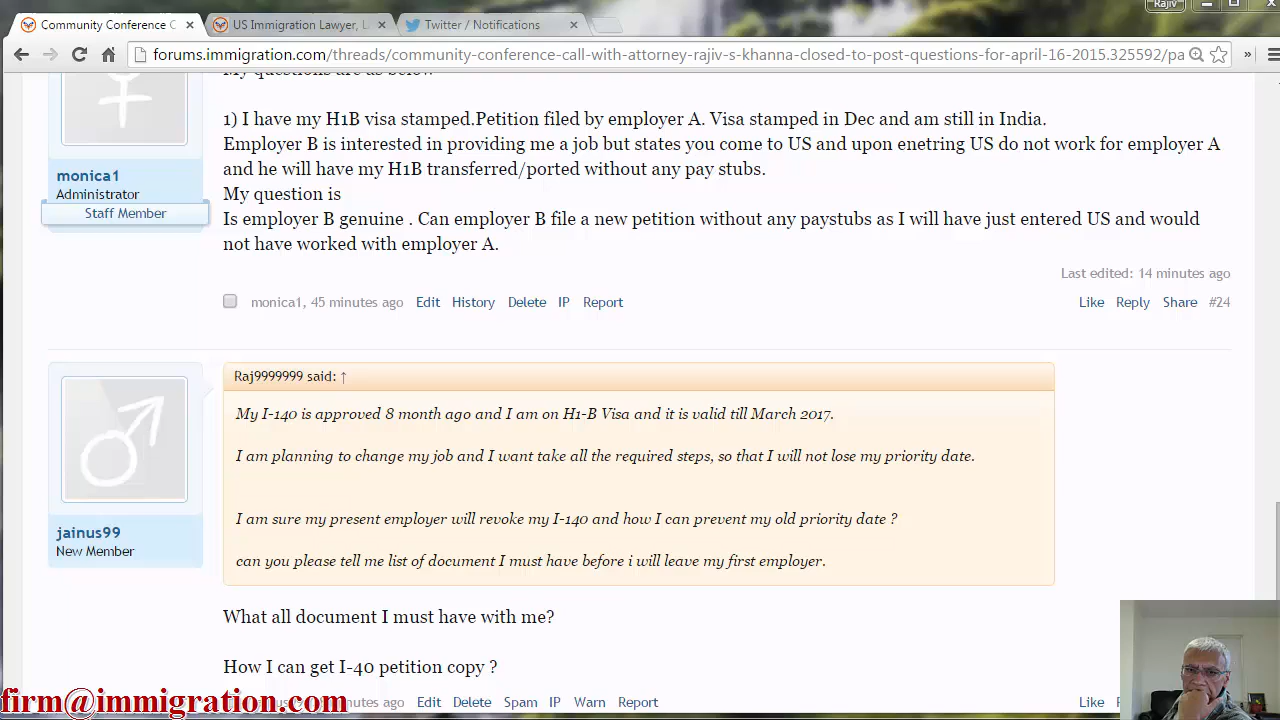 Rajiv
Community Conference C
US Immigration Lawyer, L
Twitter / Notifications
forums.immigration.com/threads/community-conference-call-with-attorney-rajiv-s-khanna-closed-to-post-questions-for-april-16-2015.325592/pa
My questions are as below
1) I have my H1B visa stamped.Petition filed by employer A. Visa stamped in Dec and am still in India.
Employer B is interested in providing me a job but states you come to US and upon enetring US do not work for employer A
and he will have my H1B transferred/ported without any pay stubs.
My question is
Is employer B genuine . Can employer B file a new petition without any paystubs as I will have just entered US and would
not have worked with employer A.
monica1
Administrator
Staff Member
Last edited: 14 minutes ago
monica1, 45 minutes ago Edit History Delete IP Report Like Reply Share #24
Raj9999999 said: ↑
My I-140 is approved 8 month ago and I am on H1-B Visa and it is valid till March 2017.
I am planning to change my job and I want take all the required steps, so that I will not lose my priority date.
I am sure my present employer will revoke my I-140 and how I can prevent my old priority date ?
can you please tell me list of document I must have before i will leave my first employer.
jainus99
New Member
What all document I must have with me?
How I can get I-40 petition copy ?
minutes ago Edit Delete Spam IP Warn Report Like
firm@immigration.com